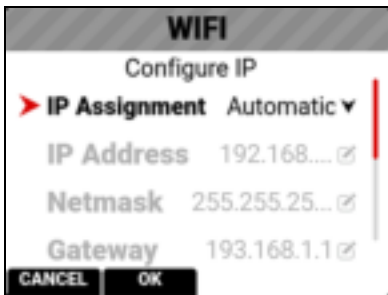 WIFI
Configure IP
IP Assignment Automatic
IP Address 192.168....
Netmask 255.255.25...
Gateway 193.168.1.1
CANCEL OK